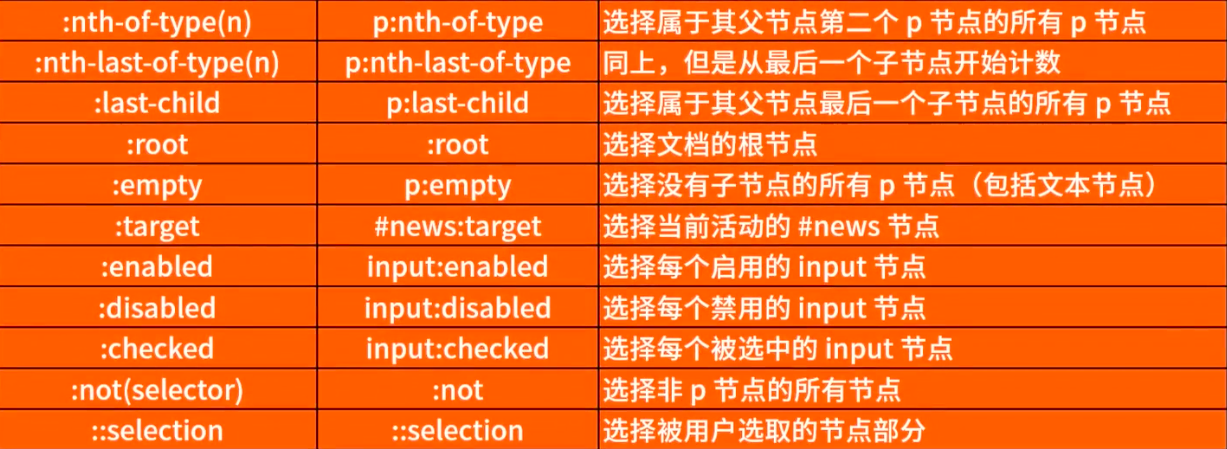 :nth-of-type(n) p:nth-of-type 选择属于其父节点第二个 p 节点的所有 p 节点
:nth-last-of-type(n) p:nth-last-of-type 同上，但是从最后一个子节点开始计数
:last-child p:last-child 选择属于其父节点最后一个子节点的所有 p 节点
:root :root 选择文档的根节点
:empty p:empty 选择没有子节点的所有 p 节点（包括文本节点）
:target #news:target 选择当前活动的 #news 节点
:enabled input:enabled 选择每个启用的 input 节点
:disabled input:disabled 选择每个禁用的 input 节点
:checked input:checked 选择每个被选中的 input 节点
:not(selector) :not 选择非 p 节点的所有节点
::selection ::selection 选择被用户选取的节点部分